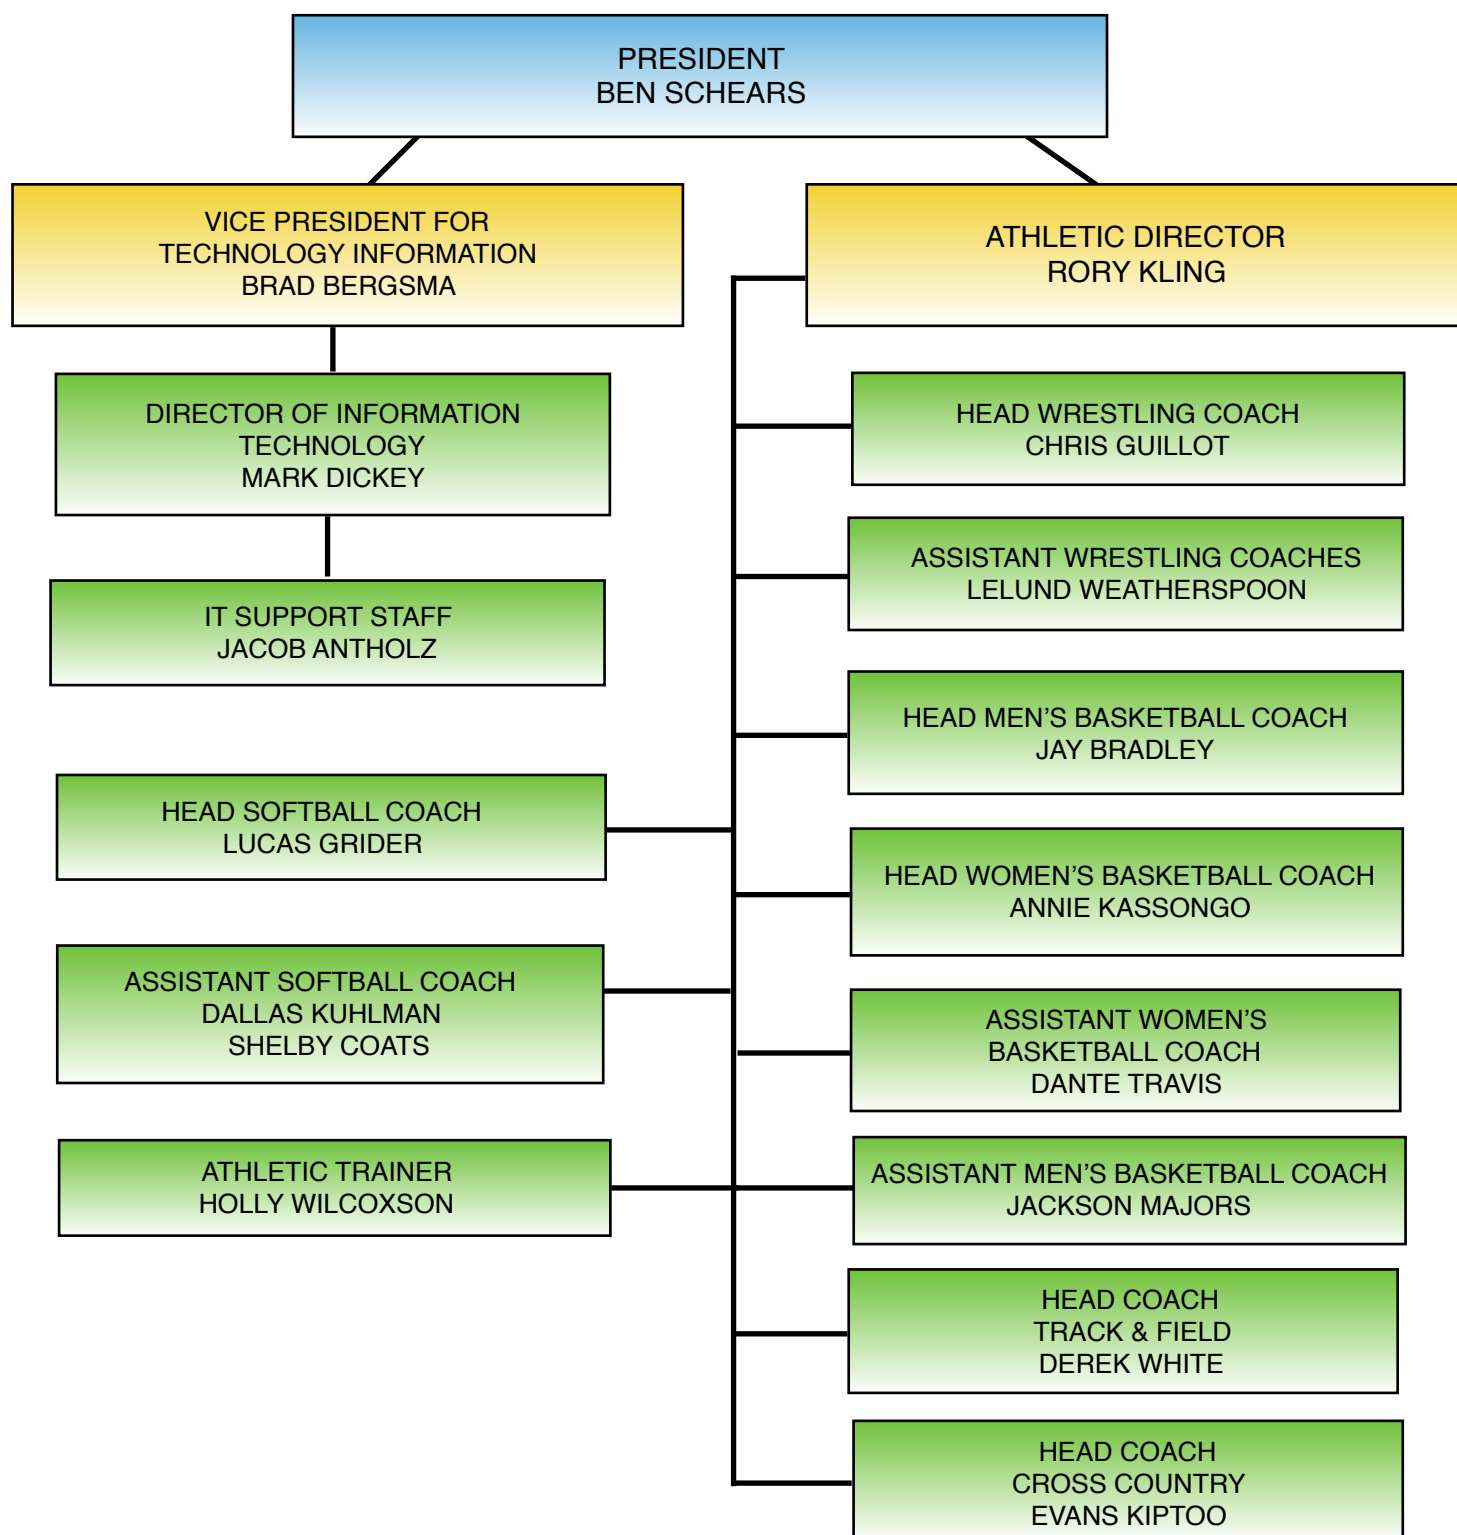 PRESIDENT
BEN SCHEARS
VICE PRESIDENT FOR
TECHNOLOGY INFORMATION
BRAD BERGSMA
ATHLETIC DIRECTOR
RORY KLING
DIRECTOR OF INFORMATION
TECHNOLOGY
MARK DICKEY
IT SUPPORT STAFF
JACOB ANTHOLZ
HEAD SOFTBALL COACH
LUCAS GRIDER
ASSISTANT SOFTBALL COACH
DALLAS KUHLMAN
SHELBY COATS
ATHLETIC TRAINER
HOLLY WILCOXSON
HEAD WRESTLING COACH
CHRIS GUILLOT
ASSISTANT WRESTLING COACHES
LELUND WEATHERSPOON
HEAD MEN’S BASKETBALL COACH
JAY BRADLEY
HEAD WOMEN’S BASKETBALL COACH
ANNIE KASSONGO
ASSISTANT WOMEN’S
BASKETBALL COACH
DANTE TRAVIS
ASSISTANT MEN’S BASKETBALL COACH
JACKSON MAJORS
HEAD COACH
TRACK & FIELD
DEREK WHITE
HEAD COACH
CROSS COUNTRY
EVANS KIPTOO